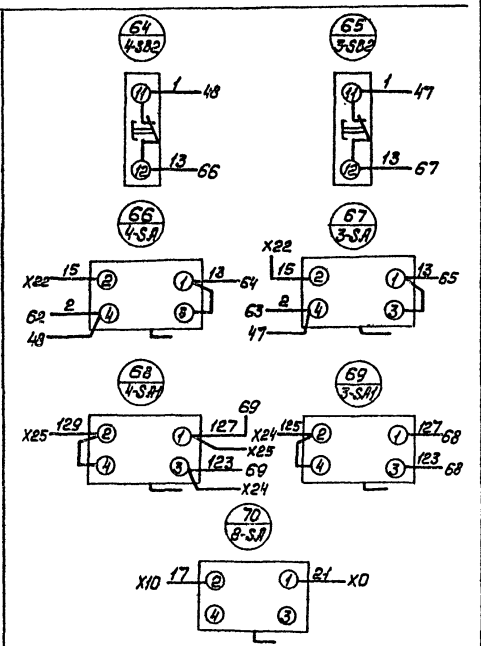 64 65
4-SB2 3-SB2
11 1 48 11 1 47
12 13 66 12 13 67
66 67
4-SA 3-SA
X22
X22 15 2 1 13 64 15 2 1 13 65
62 2 4 3 63 2 4 3
48 47
68 69
4-SA1 3-SA1
69
X25 129 2 1 127 X24 125 2 1 127 68
X25
4 3 123 69 4 3 123 68
X24
70
8-SA
X10 17 2 1 21 X0
4 3